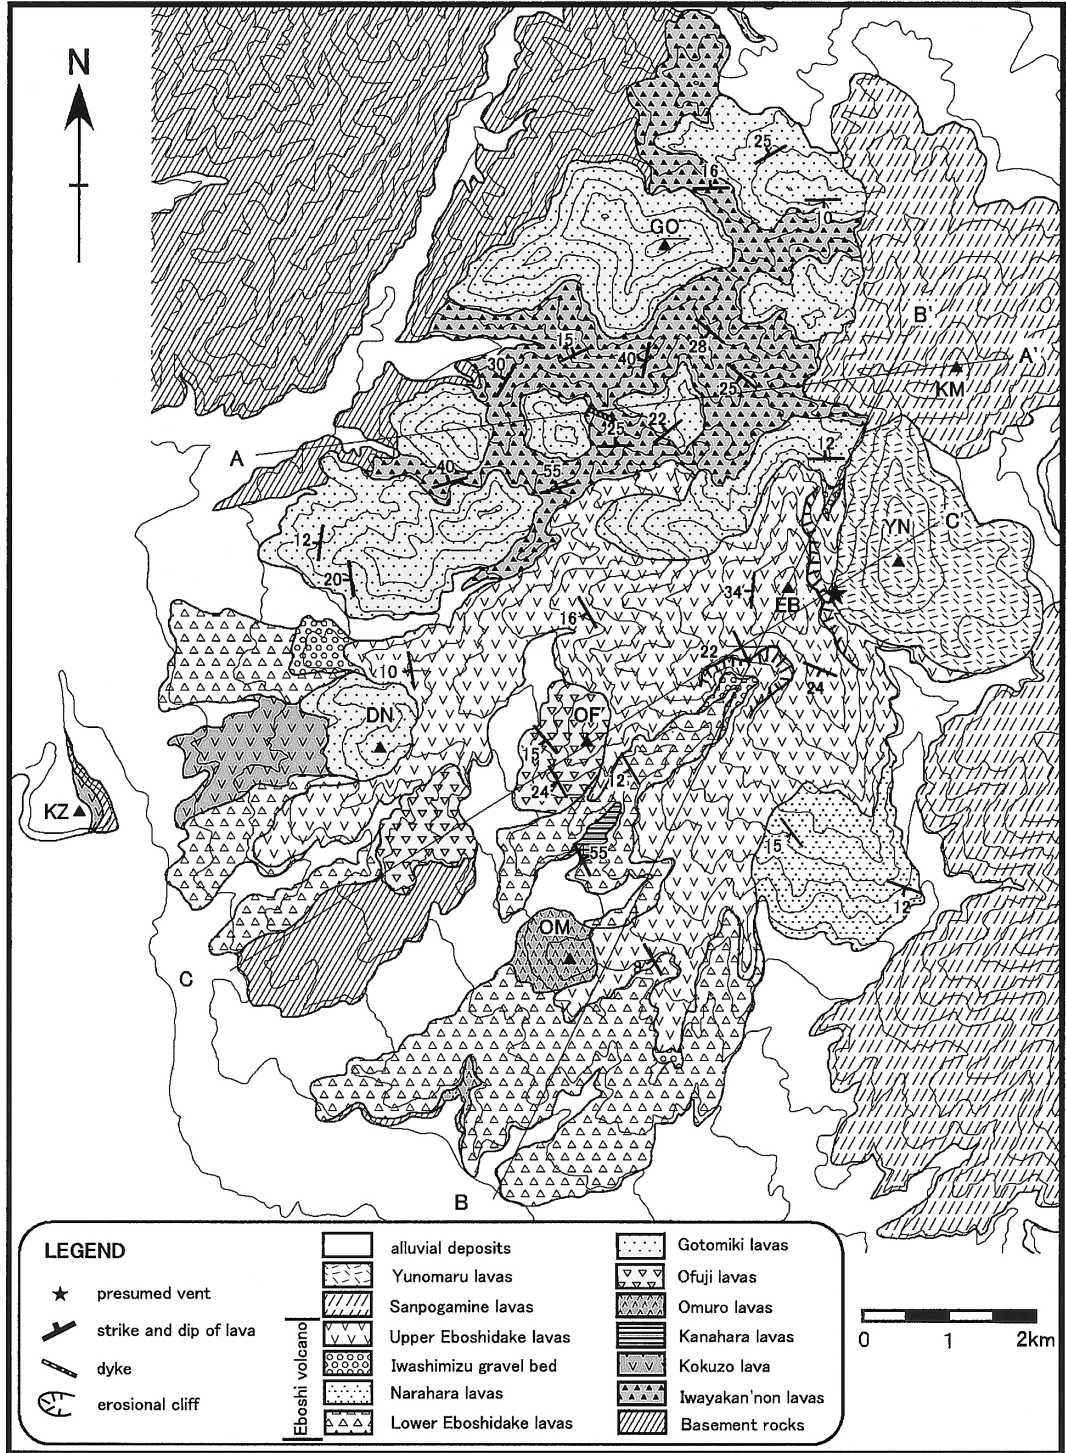 N
25
16
GO
10
B'
15
40
28
A'
30
25
KM
22
25
A
12
40
55
YN
C'
12
20
34
EB
16
22
10
24
DN
OF
15
24
12
KZ
15
55
12
OM
8
C
B
LEGEND
presumed vent
strike and dip of lava
dyke
erosional cliff
Eboshi volcano
alluvial deposits
Yunomaru lavas
Sanpogamine lavas
Upper Eboshidake lavas
Iwashimizu gravel bed
Narahara lavas
Lower Eboshidake lavas
Gotomiki lavas
Ofuji lavas
Omuro lavas
Kanahara lavas
Kokuzo lava
Iwayakan'non lavas
Basement rocks
0 1 2km